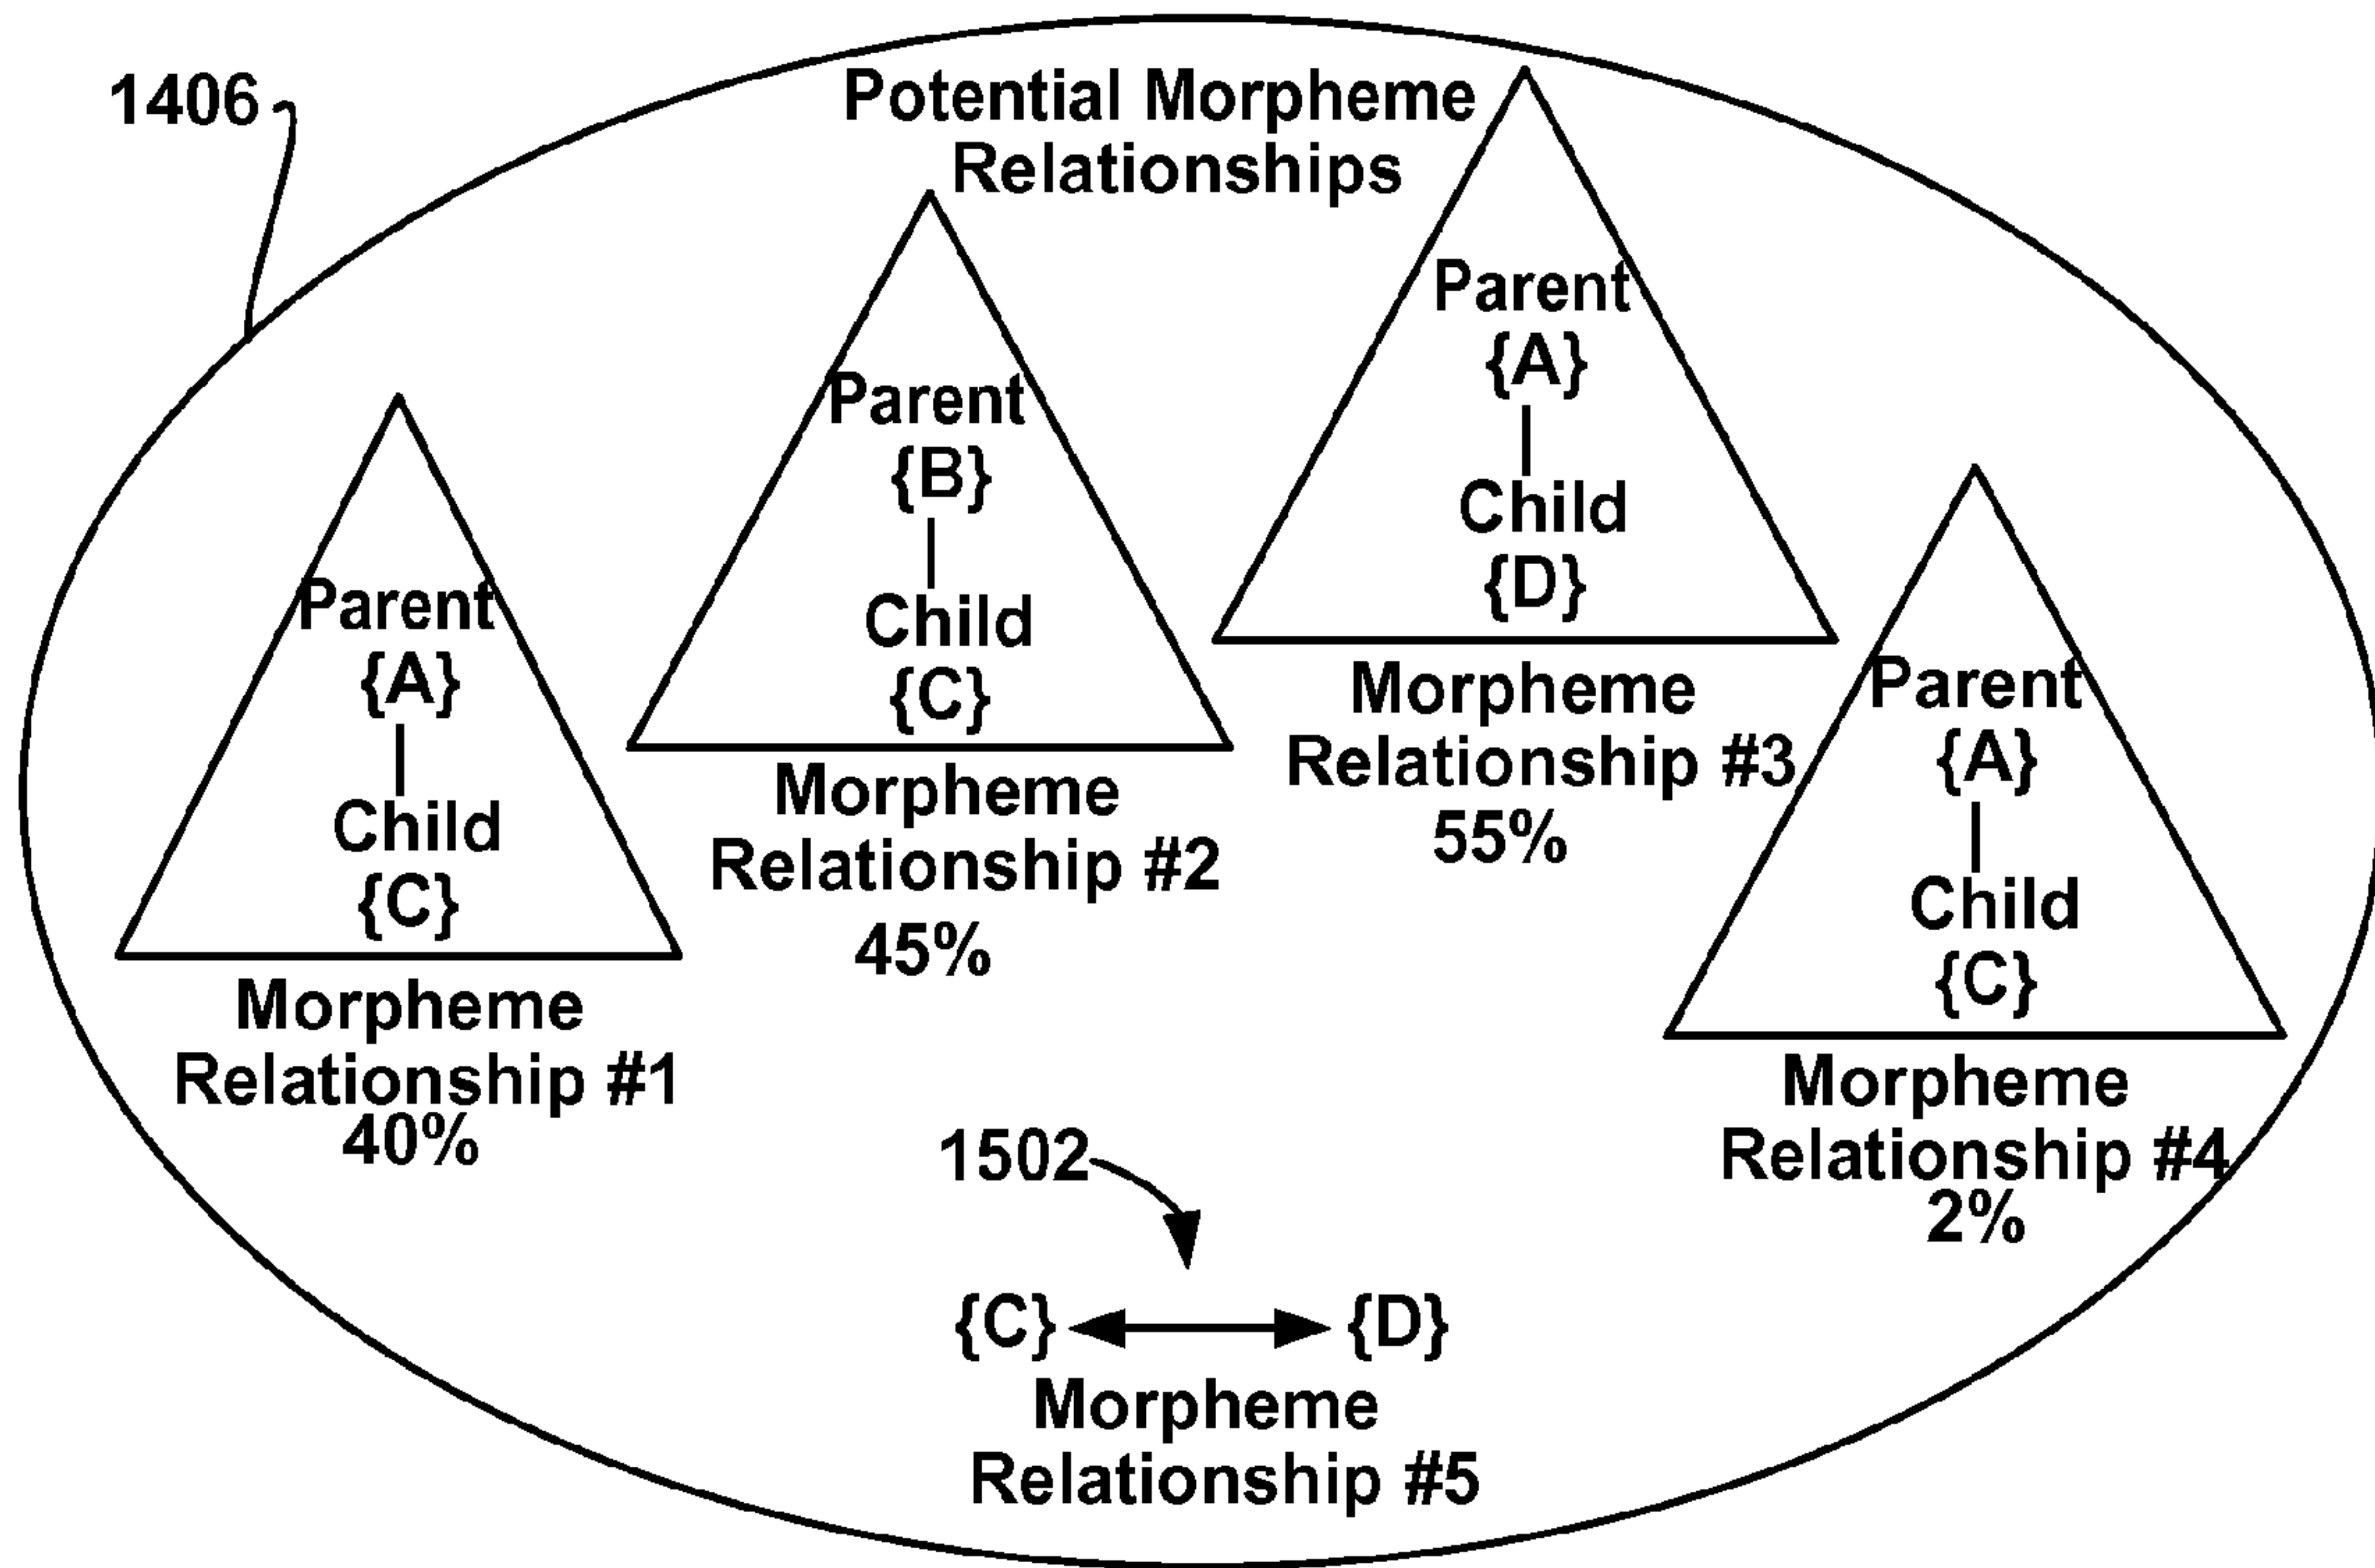 1406
Potential Morpheme
Relationships
Parent
{A}
Child
{C}
Morpheme
Relationship #1
40%
Parent
{B}
Child
{C}
Morpheme
Relationship #2
45%
Parent
{A}
Child
{D}
Morpheme
Relationship #3
55%
Parent
{A}
Child
{C}
Morpheme
Relationship #4
2%
1502
{C} {D}
Morpheme
Relationship #5